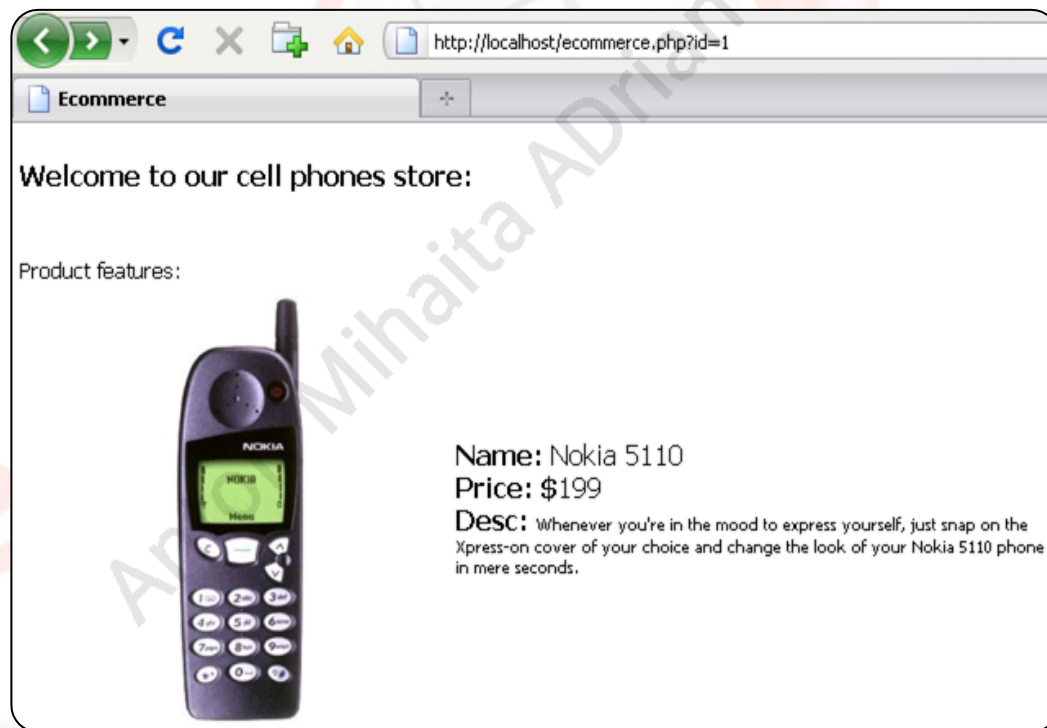 http://localhost/ecommerce.php?id=1
Ecommerce
Welcome to our cell phones store:
Product features:
NOKIA
NOKIA
Menu
Name: Nokia 5110
Price: $199
Desc: Whenever you're in the mood to express yourself, just snap on the
Xpress-on cover of your choice and change the look of your Nokia 5110 phone
in mere seconds.
Mihaita ADrian